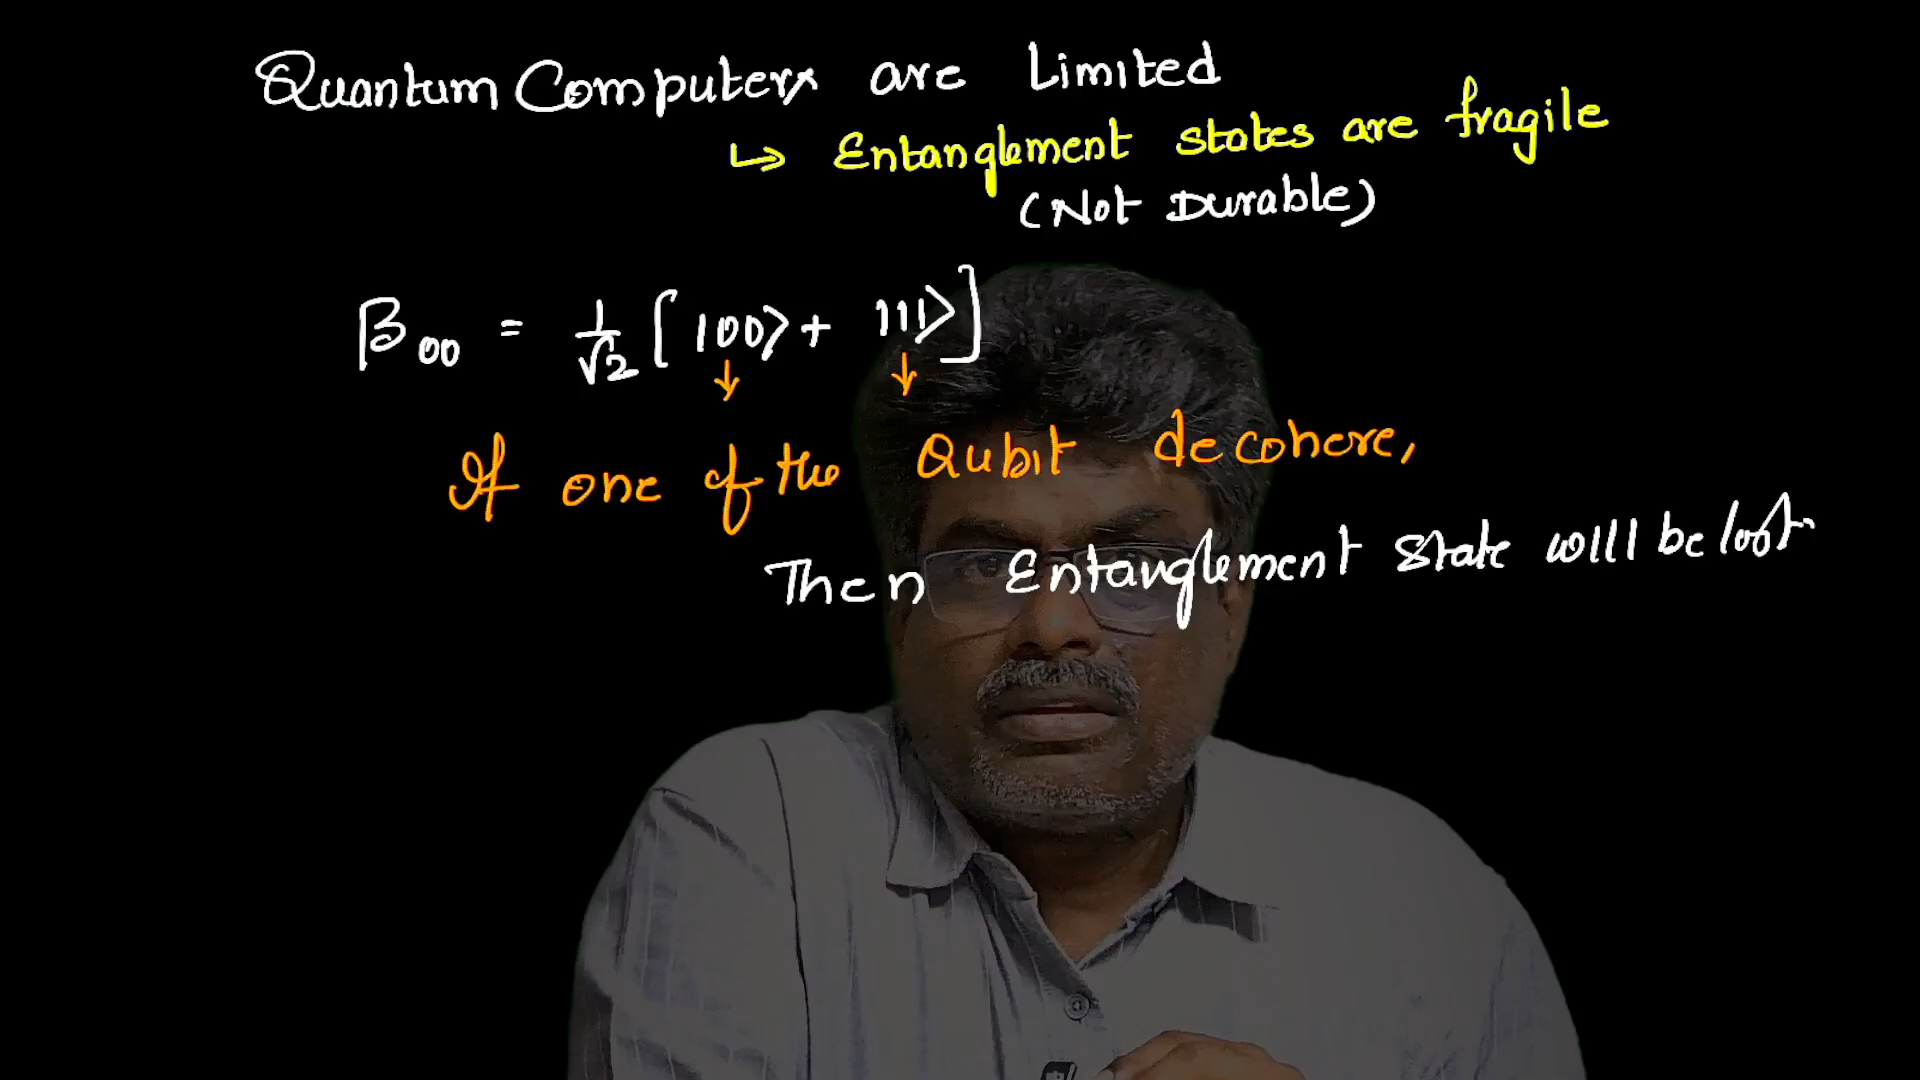 Quantum Computers are Limited
↳ Entanglement states are fragile
(Not Durable)
β00 = 1/√2 [|00⟩ + |11⟩]
↓ ↓
If one of the Qubit decohere,
Then Entanglement state will be lost.